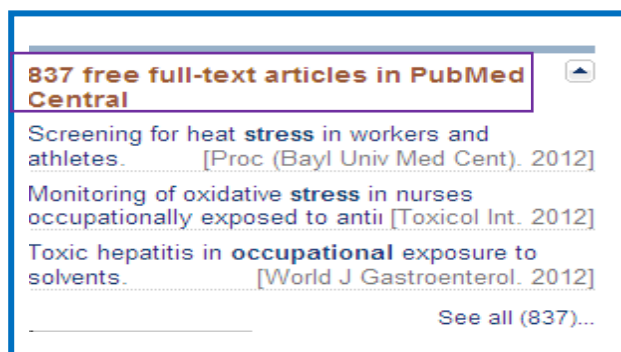 837 free full-text articles in PubMed
Central
Screening for heat stress in workers and
athletes. [Proc (Bayl Univ Med Cent). 2012]
Monitoring of oxidative stress in nurses
occupationally exposed to antii [Toxicol Int. 2012]
Toxic hepatitis in occupational exposure to
solvents. [World J Gastroenterol. 2012]
See all (837)...